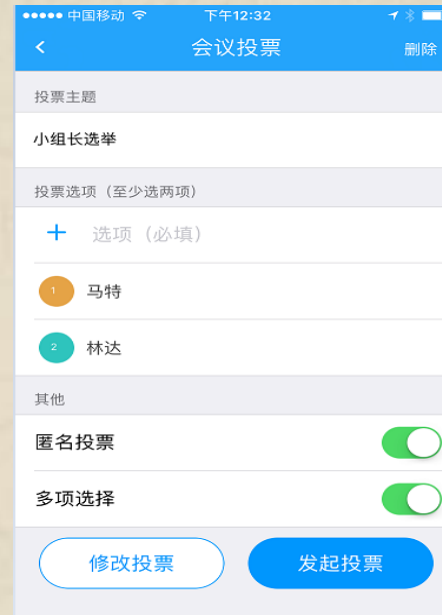 中国移动 下午12:32
会议投票 删除
投票主题
小组长选举
投票选项（至少选两项）
选项（必填）
1 马特
2 林达
其他
匿名投票
多项选择
修改投票 发起投票